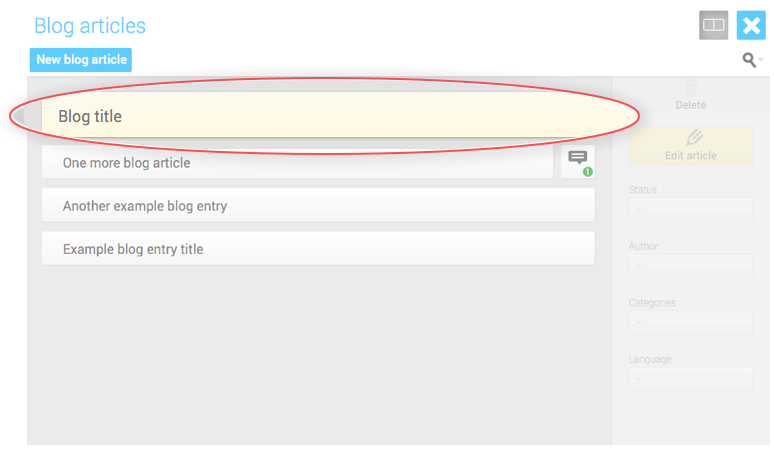 Blog articles
New blog article
Blog title
One more blog article
1
Another example blog entry
Example blog entry title
Delete
Edit article
Status
Author
Categories
Language